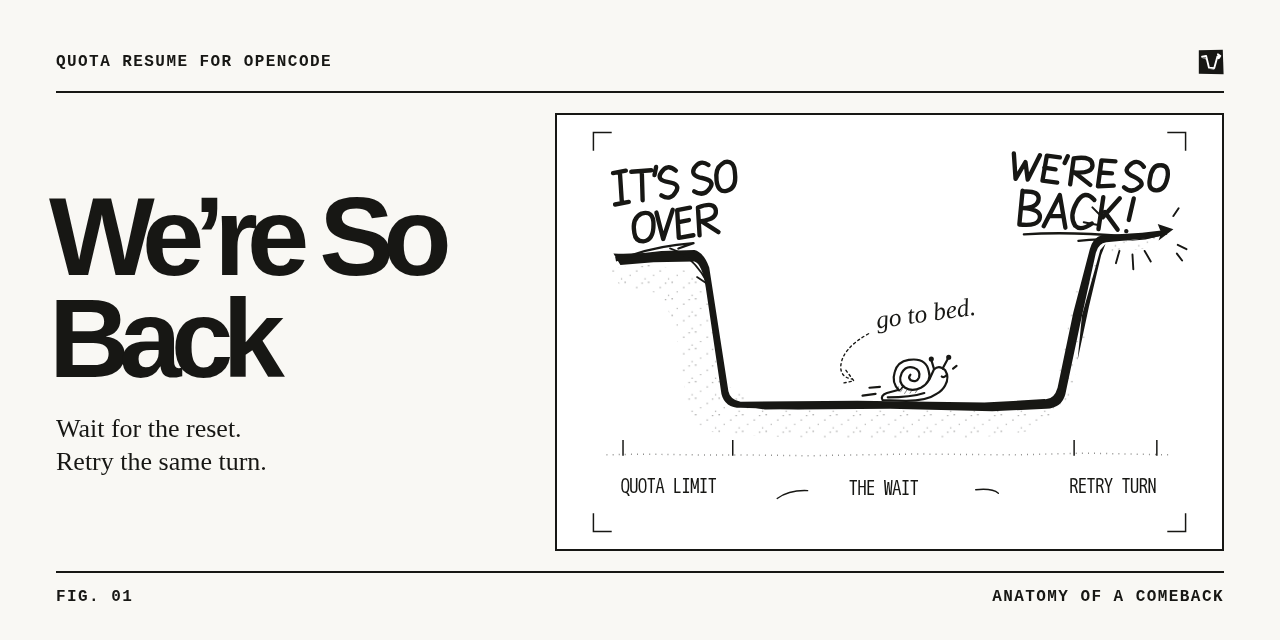 QUOTA RESUME FOR OPENCODE
We’re So
Back
Wait for the reset.
Retry the same turn.
IT'S SO
OVER
WE'RE SO
BACK!
go to bed.
QUOTA LIMIT
THE WAIT
RETRY TURN
FIG. 01
ANATOMY OF A COMEBACK